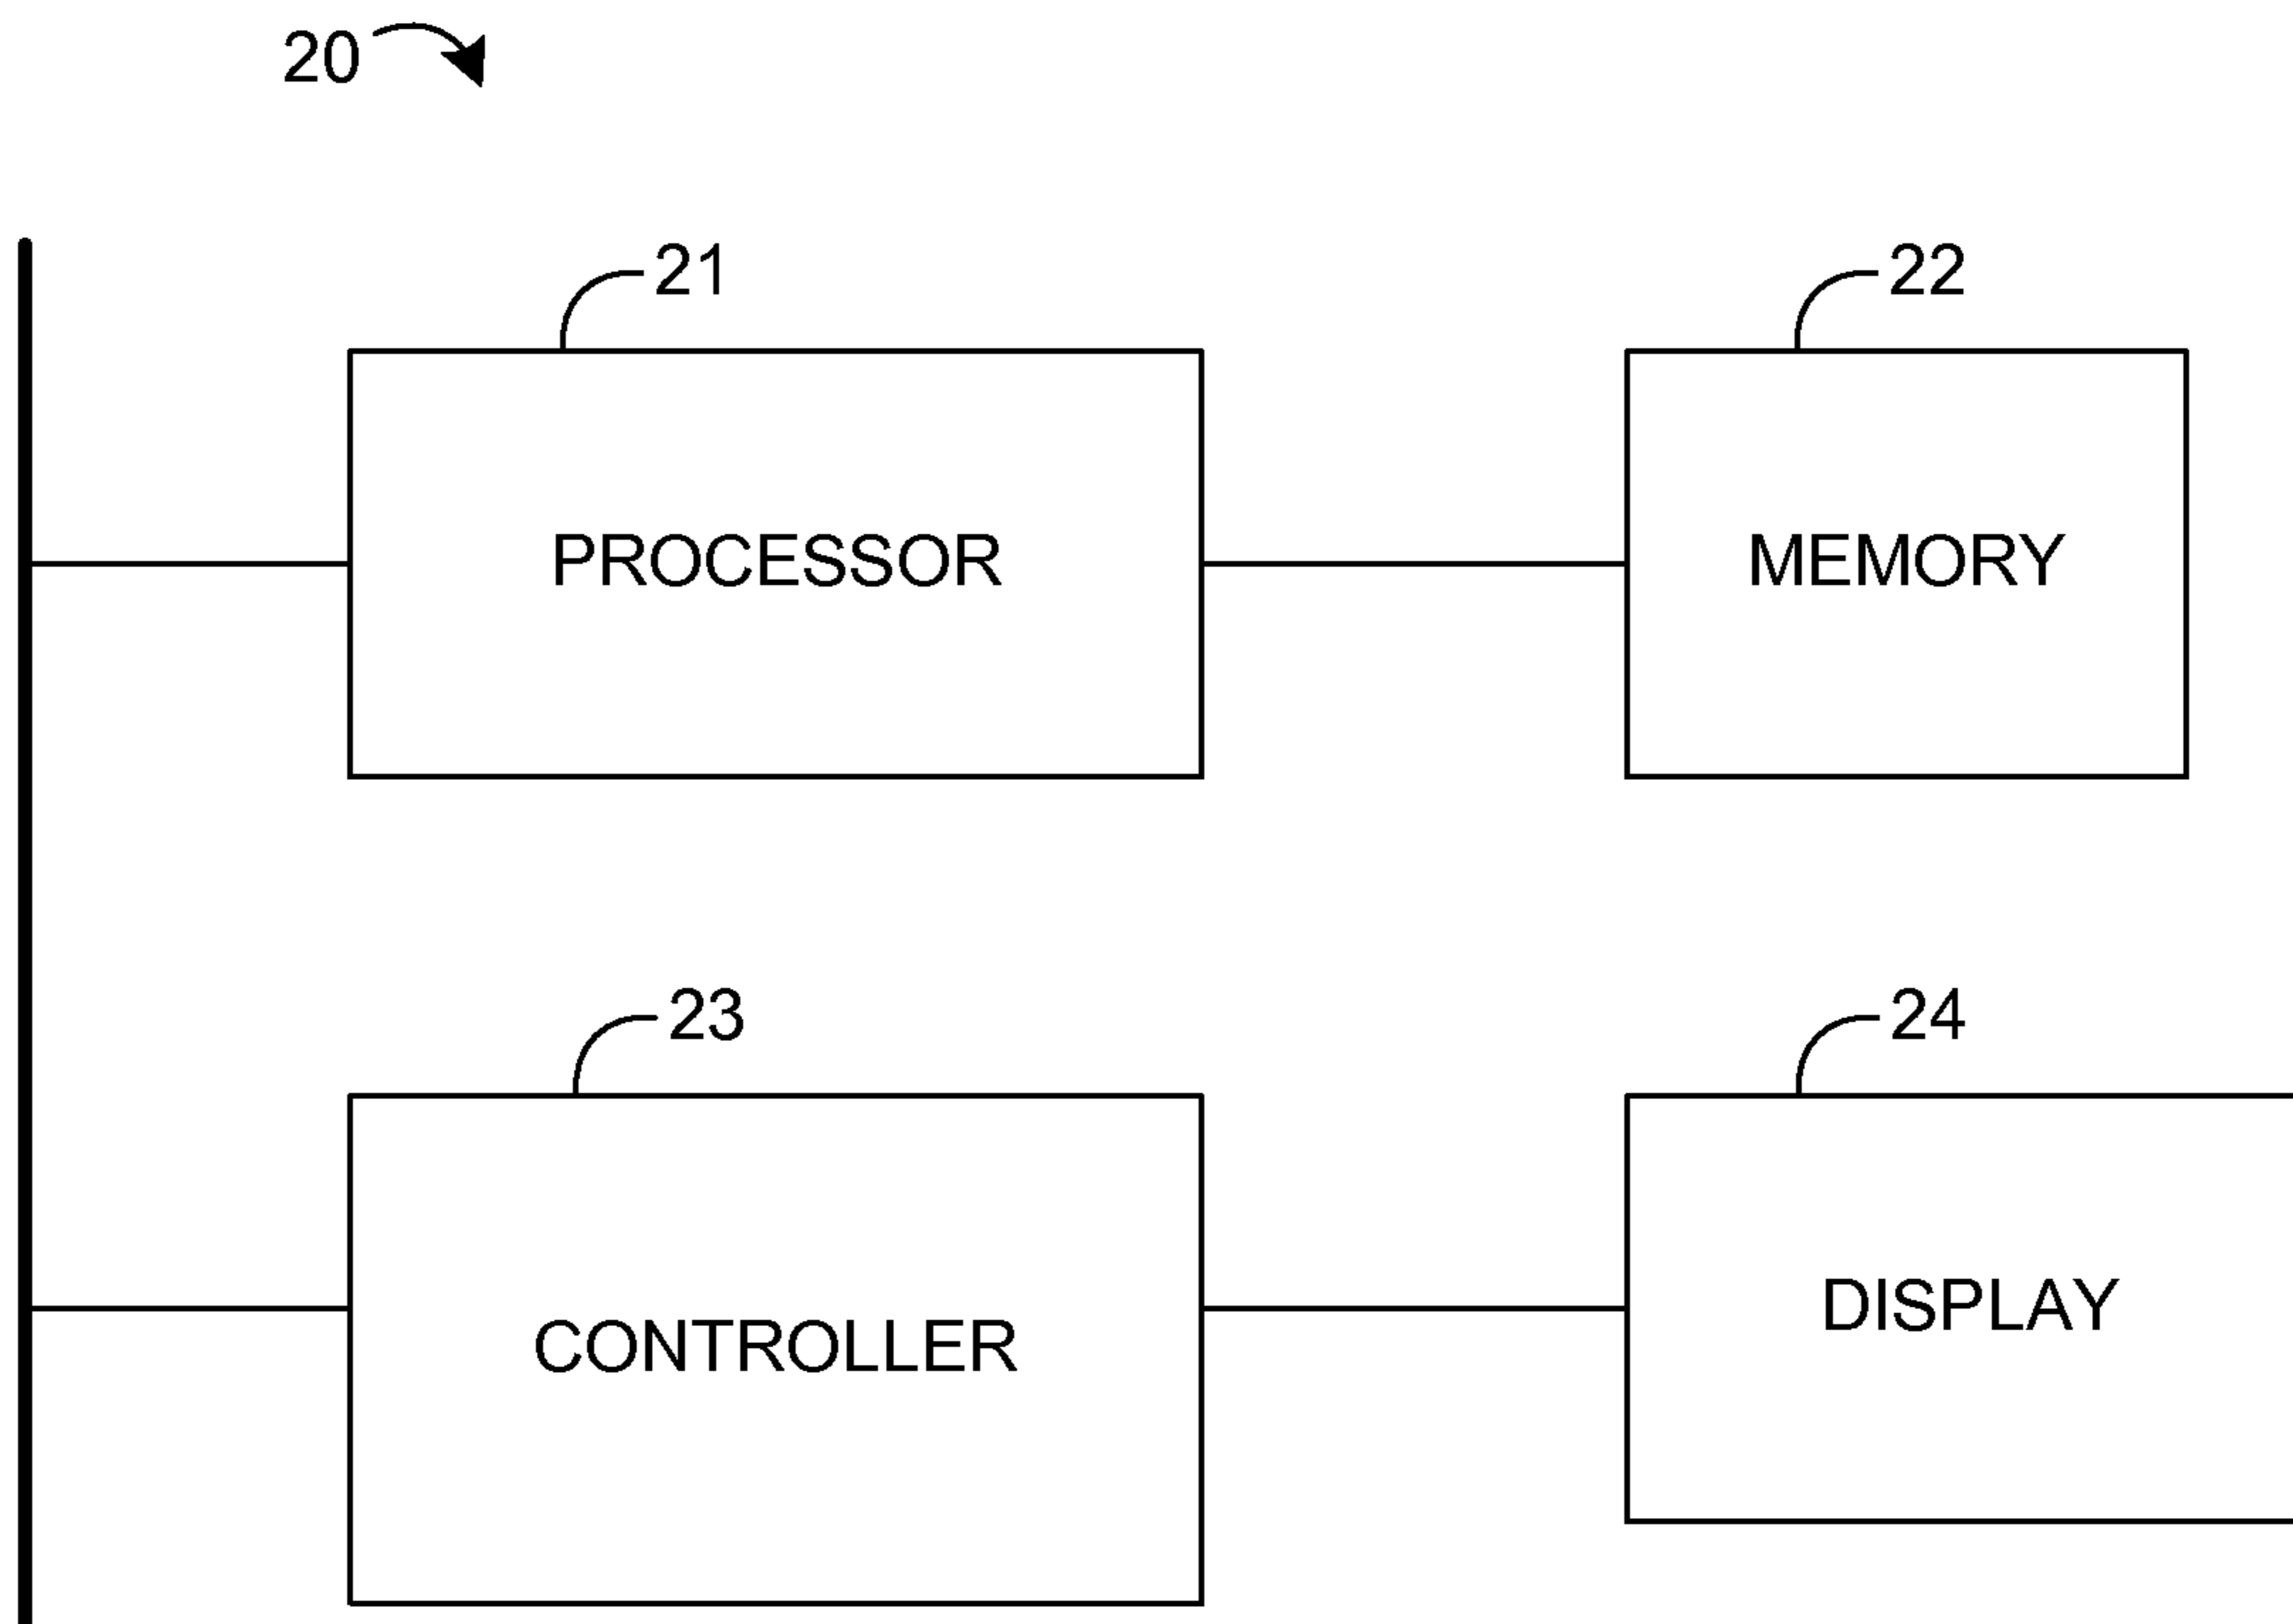 20
21
22
PROCESSOR
MEMORY
23
24
CONTROLLER
DISPLAY